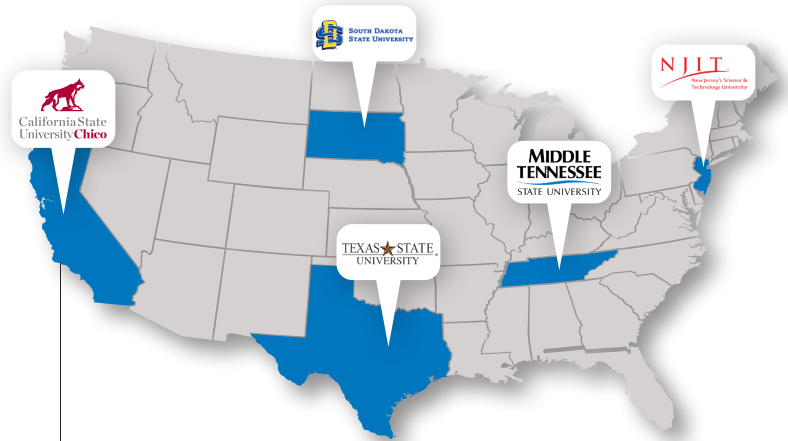 SOUTH DAKOTA
STATE UNIVERSITY
NJIT
New Jersey's Science &
Technology University
California State
University Chico
MIDDLE
TENNESSEE
STATE UNIVERSITY
TEXAS STATE
UNIVERSITY